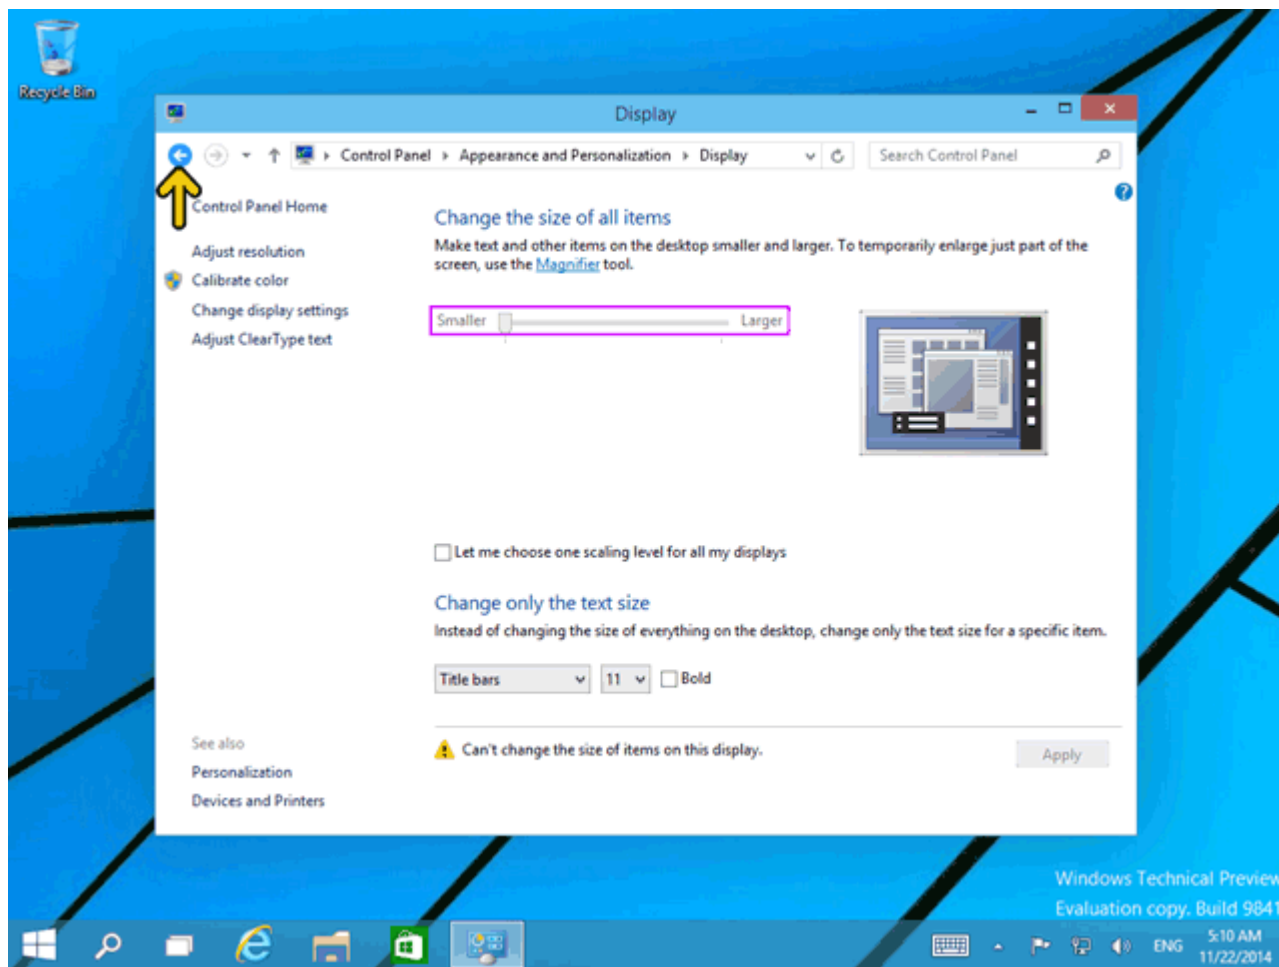 Recycle Bin
Display
Control Panel Appearance and Personalization Display
Search Control Panel
Control Panel Home
Adjust resolution
Calibrate color
Change display settings
Adjust ClearType text
Change the size of all items
Make text and other items on the desktop smaller and larger. To temporarily enlarge just part of the
screen, use the Magnifier tool.
Smaller Larger
Let me choose one scaling level for all my displays
Change only the text size
Instead of changing the size of everything on the desktop, change only the text size for a specific item.
Title bars 11 Bold
Can't change the size of items on this display.
Apply
See also
Personalization
Devices and Printers
Windows Technical Preview
Evaluation copy. Build 9841
ENG
5:10 AM
11/22/2014